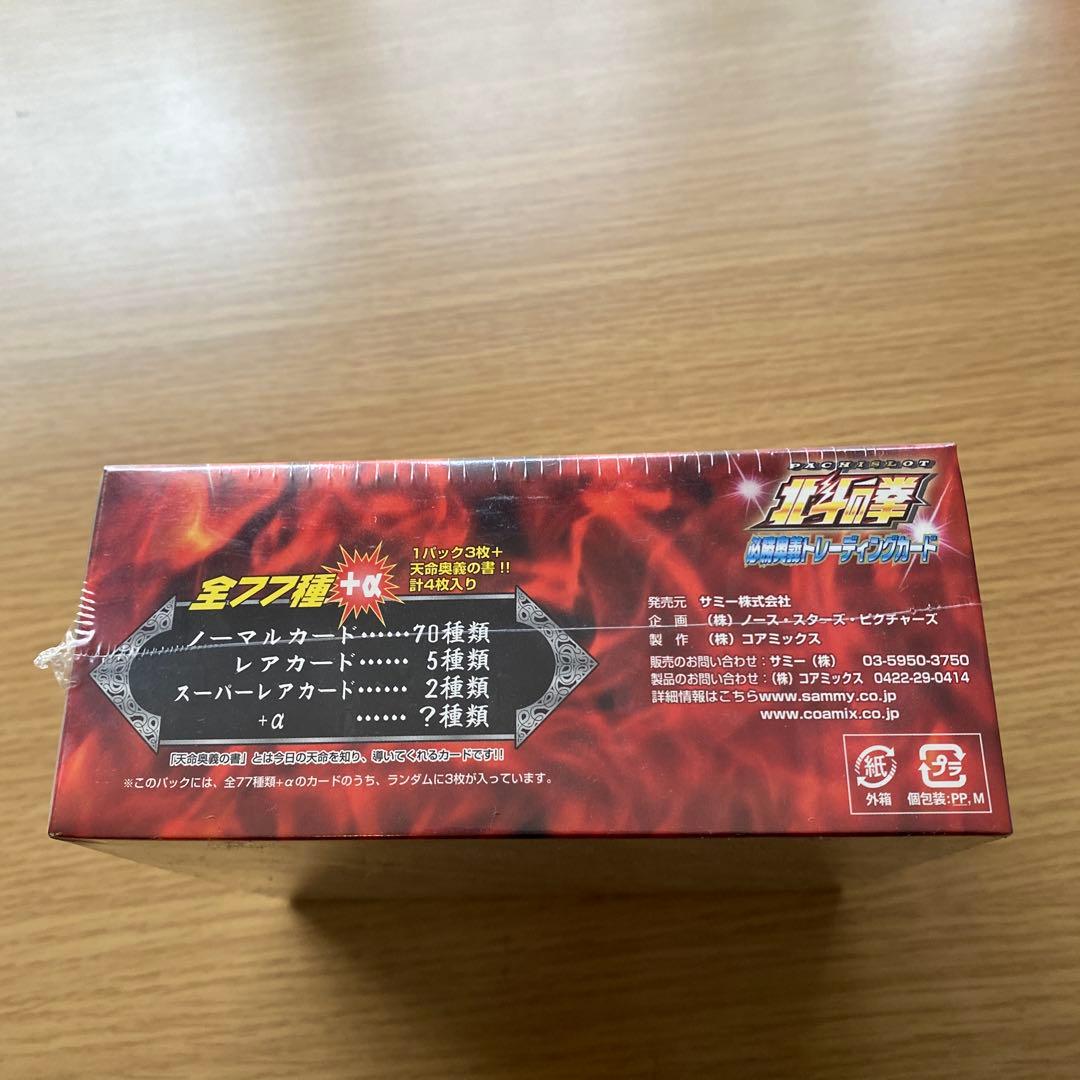 PACHISLOT
北斗の拳
必勝奥義トレーディングカード
1パック3枚+
天命奥義の書!!
計4枚入り
全77種
+α
ノーマルカード……70種類
レアカード…… 5種類
スーパーレアカード…… 2種類
+α ……?種類
「天命奥義の書」とは今日の天命を知り、導いてくれるカードです!!
※このパックには、全77種類+αのカードのうち、ランダムに3枚が入っています。
発売元 サミー株式会社
企 画 (株)ノース・スターズ・ピクチャーズ
製 作 (株)コアミックス
販売のお問い合わせ:サミー(株) 03-5950-3750
製品のお問い合わせ:(株)コアミックス 0422-29-0414
詳細情報はこちらwww.sammy.co.jp
www.coamix.co.jp
紙
外箱
プラ
個包装:PP, M